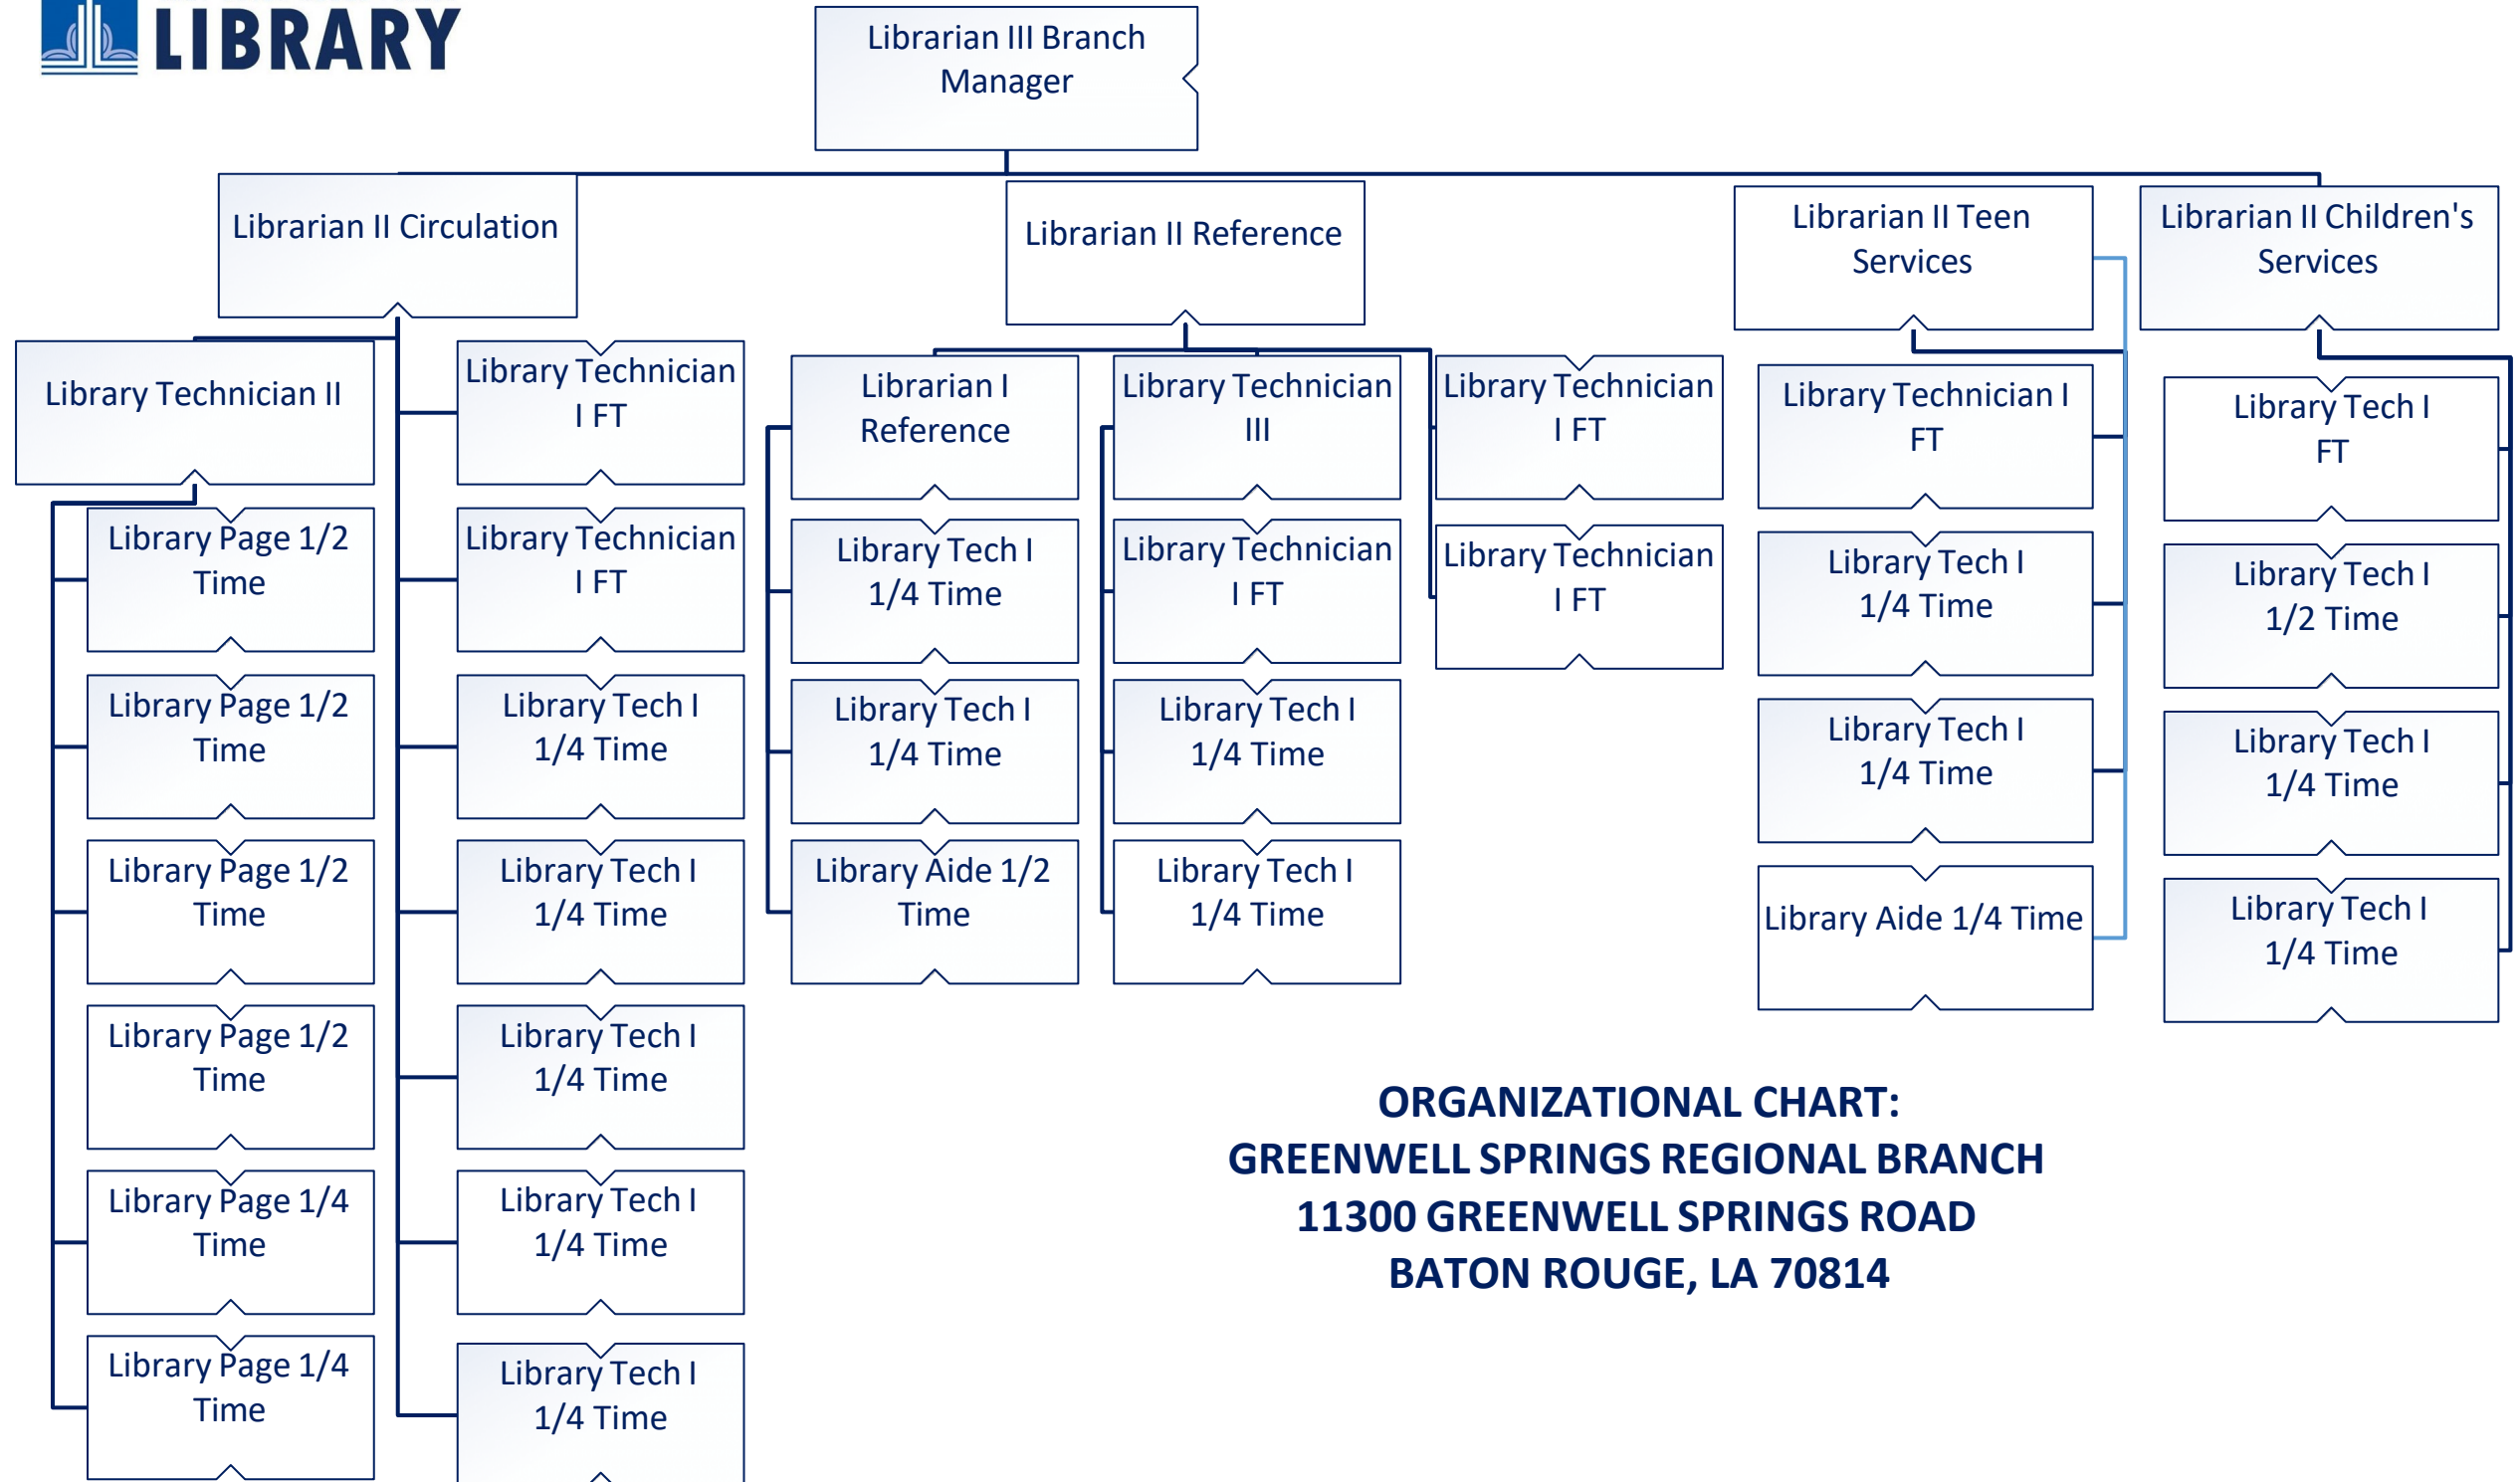 LIBRARY
Librarian III Branch
Manager
Librarian II Circulation
Librarian II Reference
Librarian II Teen
Services
Librarian II Children's
Services
Library Technician II
Library Page 1/2
Time
Library Page 1/2
Time
Library Page 1/2
Time
Library Page 1/2
Time
Library Page 1/4
Time
Library Page 1/4
Time
Library Technician
I FT
Library Technician
I FT
Library Tech I
1/4 Time
Library Tech I
1/4 Time
Library Tech I
1/4 Time
Library Tech I
1/4 Time
Library Tech I
1/4 Time
Librarian I
Reference
Library Tech I
1/4 Time
Library Tech I
1/4 Time
Library Aide 1/2
Time
Library Technician
III
Library Technician
I FT
Library Tech I
1/4 Time
Library Tech I
1/4 Time
Library Technician
I FT
Library Technician
I FT
Library Technician I
FT
Library Tech I
1/4 Time
Library Tech I
1/4 Time
Library Aide 1/4 Time
Library Tech I
FT
Library Tech I
1/2 Time
Library Tech I
1/4 Time
Library Tech I
1/4 Time
ORGANIZATIONAL CHART:
GREENWELL SPRINGS REGIONAL BRANCH
11300 GREENWELL SPRINGS ROAD
BATON ROUGE, LA 70814